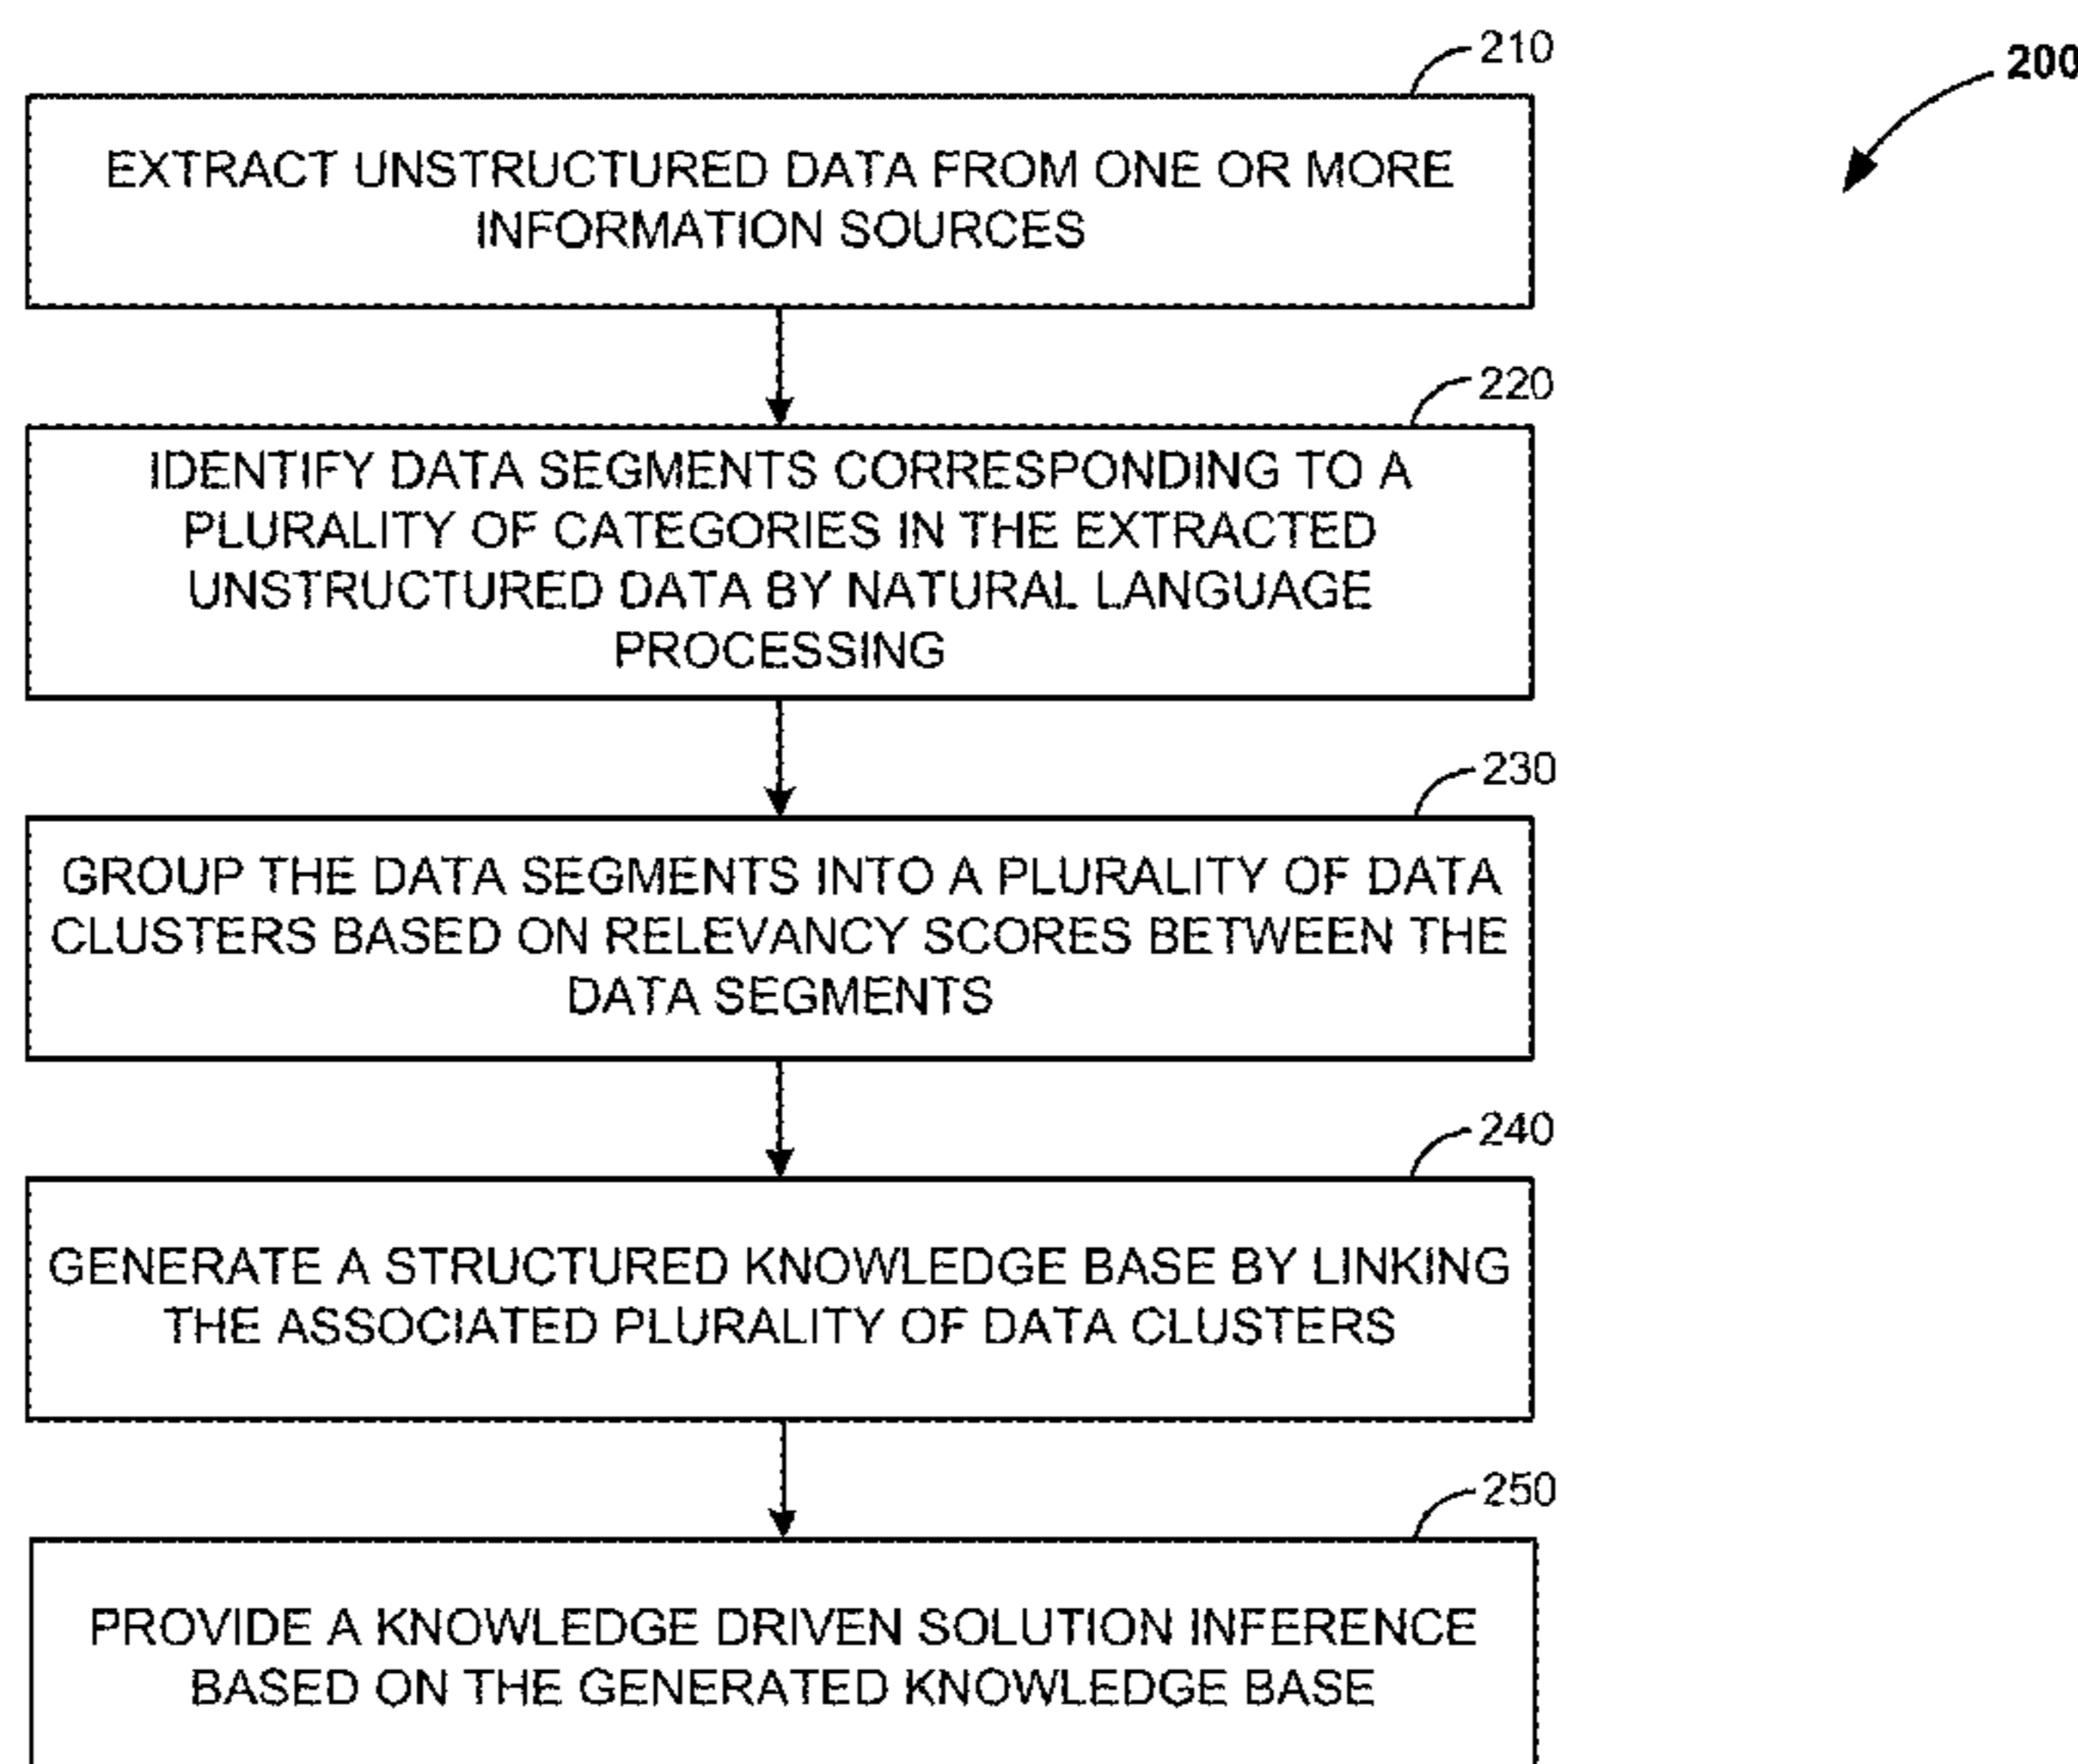 210
200
EXTRACT UNSTRUCTURED DATA FROM ONE OR MORE
INFORMATION SOURCES
220
IDENTIFY DATA SEGMENTS CORRESPONDING TO A
PLURALITY OF CATEGORIES IN THE EXTRACTED
UNSTRUCTURED DATA BY NATURAL LANGUAGE
PROCESSING
230
GROUP THE DATA SEGMENTS INTO A PLURALITY OF DATA
CLUSTERS BASED ON RELEVANCY SCORES BETWEEN THE
DATA SEGMENTS
240
GENERATE A STRUCTURED KNOWLEDGE BASE BY LINKING
THE ASSOCIATED PLURALITY OF DATA CLUSTERS
250
PROVIDE A KNOWLEDGE DRIVEN SOLUTION INFERENCE
BASED ON THE GENERATED KNOWLEDGE BASE